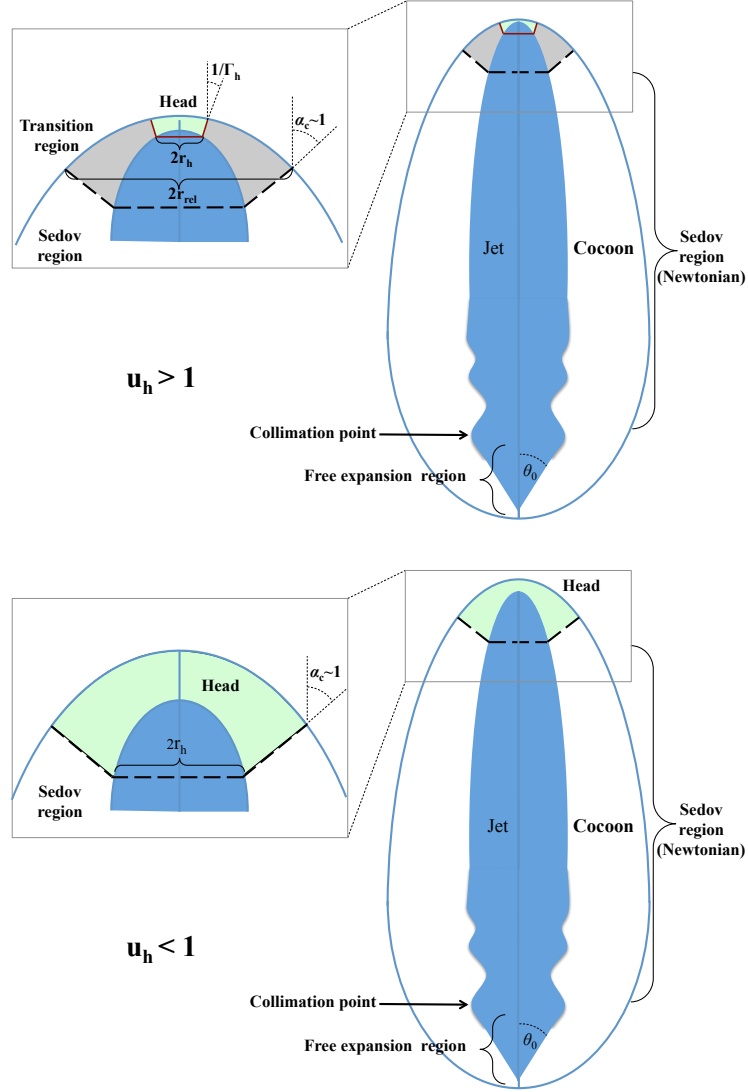 1/Γh
Head
αc~1
Transition
region
2rh
2rrel
Sedov
region
Jet
Cocoon
Sedov
region
(Newtonian)
uh > 1
Collimation point
Free expansion region
θ0
Head
αc~1
Head
2rh
Sedov
region
Jet
Cocoon
Sedov
region
(Newtonian)
uh < 1
Collimation point
Free expansion region
θ0